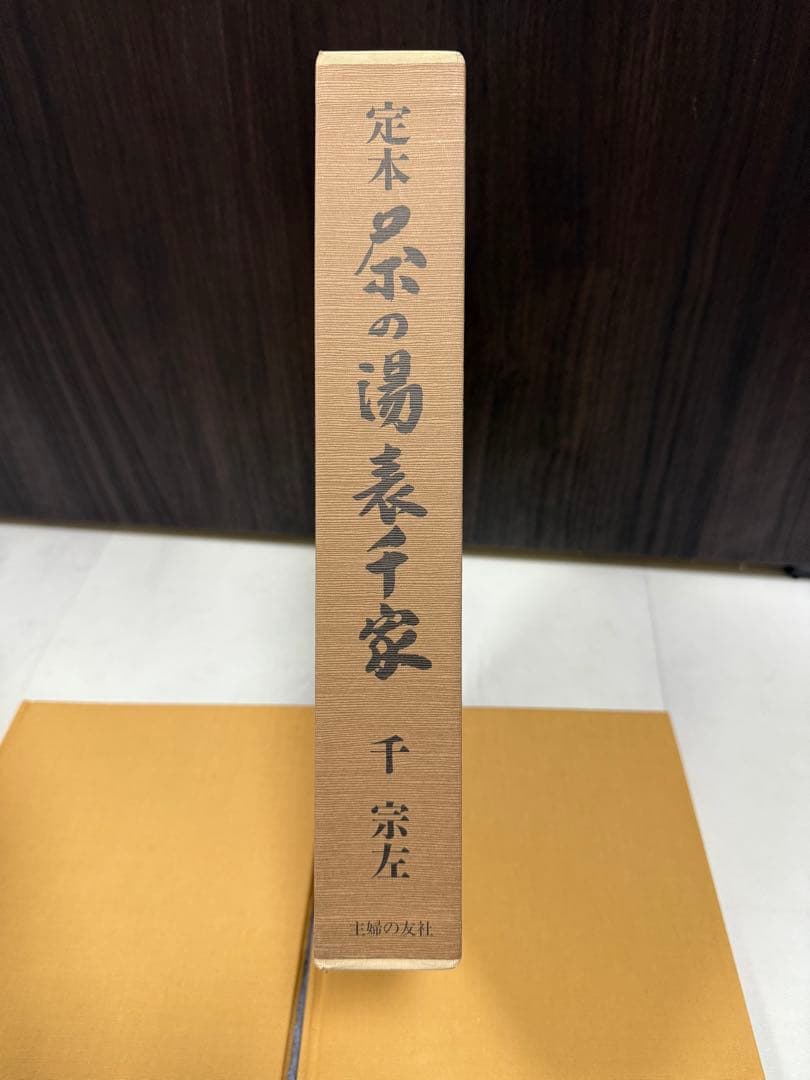 定本 茶の湯表千家 千宗左
主婦の友社